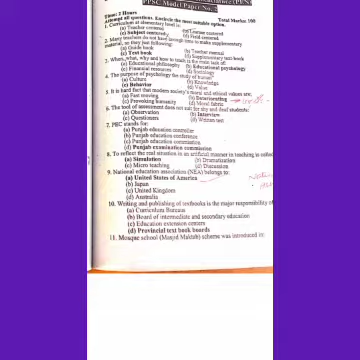 PPSC Model Paper No.
Time: 2 Hours
Total Marks 100
Attempt all questions. Encircle the most suitable option.
1. Curriculum at elementary level is:
(a) Teacher centered
(b) Learner centered
(c) Subject centered
(d) Field centered
2. Many teachers do not have enough time to make supplementary
material, so they just following:
(a) Guide book
(b) Teacher manual
(c) Text book
(d) Supplementary text book
3. When, what, why and how to teach is the main task of:
(a) Educational philosophy
(b) Educational psychology
(c) Financial resources
(d) Sociology
4. The purpose of psychology the study of human:
(a) Culture
(b) Knowledge
(c) Behavior
(d) Value
5. It is hard fact that modern society's moral and ethical values are:
(a) Fast moving
(b) Deteriorating
(c) Provoking humanity
(d) Moral fabric
6. The tool of assessment does not suit for shy and deaf students:
(a) Observation
(b) Interview
(c) Questioners
(d) Written test
7. PEC stands for:
(a) Punjab education controller
(b) Punjab education conference
(c) Punjab education commission
(d) Punjab examination commission
8. To reflect the real situation in an artificial manner in teaching is called
(a) Simulation
(b) Dramatization
(c) Micro teaching
(d) Discussion
9. National education association (NEA) belongs to:
(a) United States of America
(b) Japan
(c) United Kingdom
(d) Australia
10. Writing and publishing of textbooks is the major responsibility of
(a) Curriculum Bureaus
(b) Board of intermediate and secondary education
(c) Education extension centers
(d) Provincial text book boards
11. Mosque school (Masjid Maktab) scheme was introduced in: